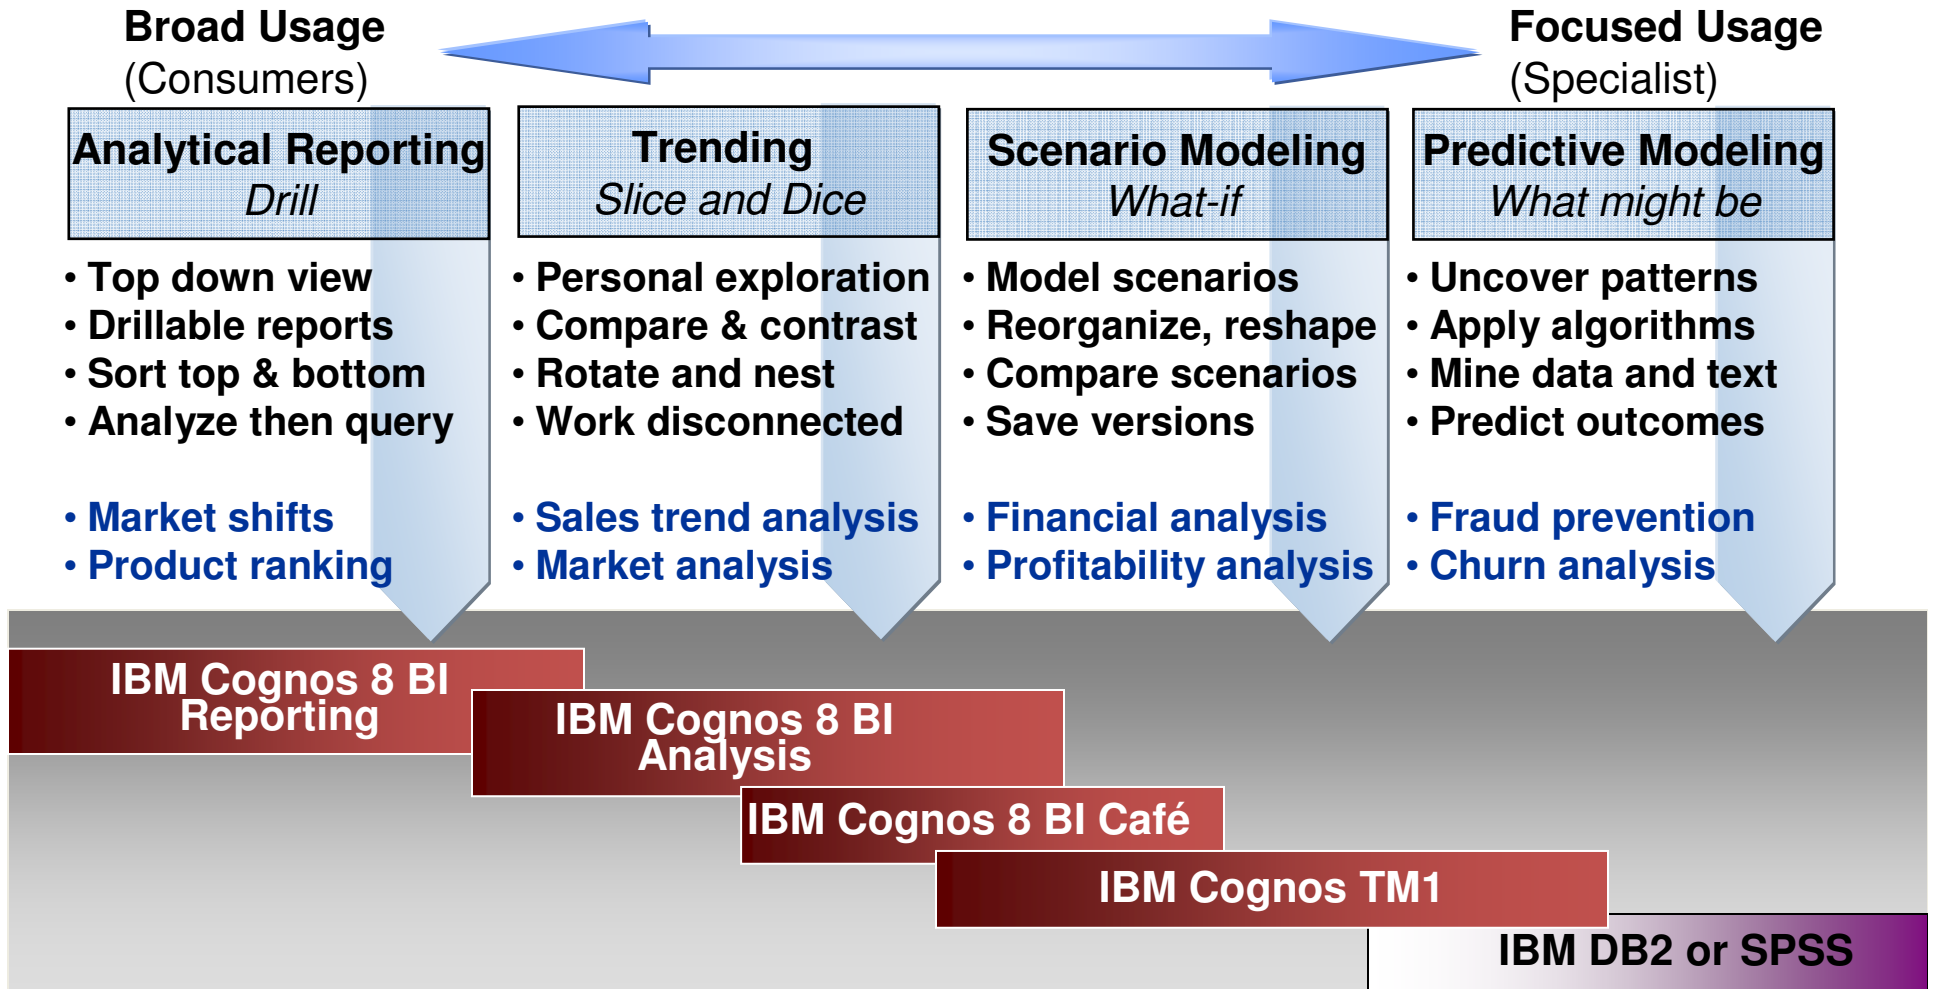 Broad Usage
(Consumers)
Focused Usage
(Specialist)
Analytical Reporting
Drill
• Top down view
• Drillable reports
• Sort top & bottom
• Analyze then query
• Market shifts
• Product ranking
Trending
Slice and Dice
• Personal exploration
• Compare & contrast
• Rotate and nest
• Work disconnected
• Sales trend analysis
• Market analysis
Scenario Modeling
What-if
• Model scenarios
• Reorganize, reshape
• Compare scenarios
• Save versions
• Financial analysis
• Profitability analysis
Predictive Modeling
What might be
• Uncover patterns
• Apply algorithms
• Mine data and text
• Predict outcomes
• Fraud prevention
• Churn analysis
IBM Cognos 8 BI
Reporting
IBM Cognos 8 BI
Analysis
IBM Cognos 8 BI Café
IBM Cognos TM1
IBM DB2 or SPSS